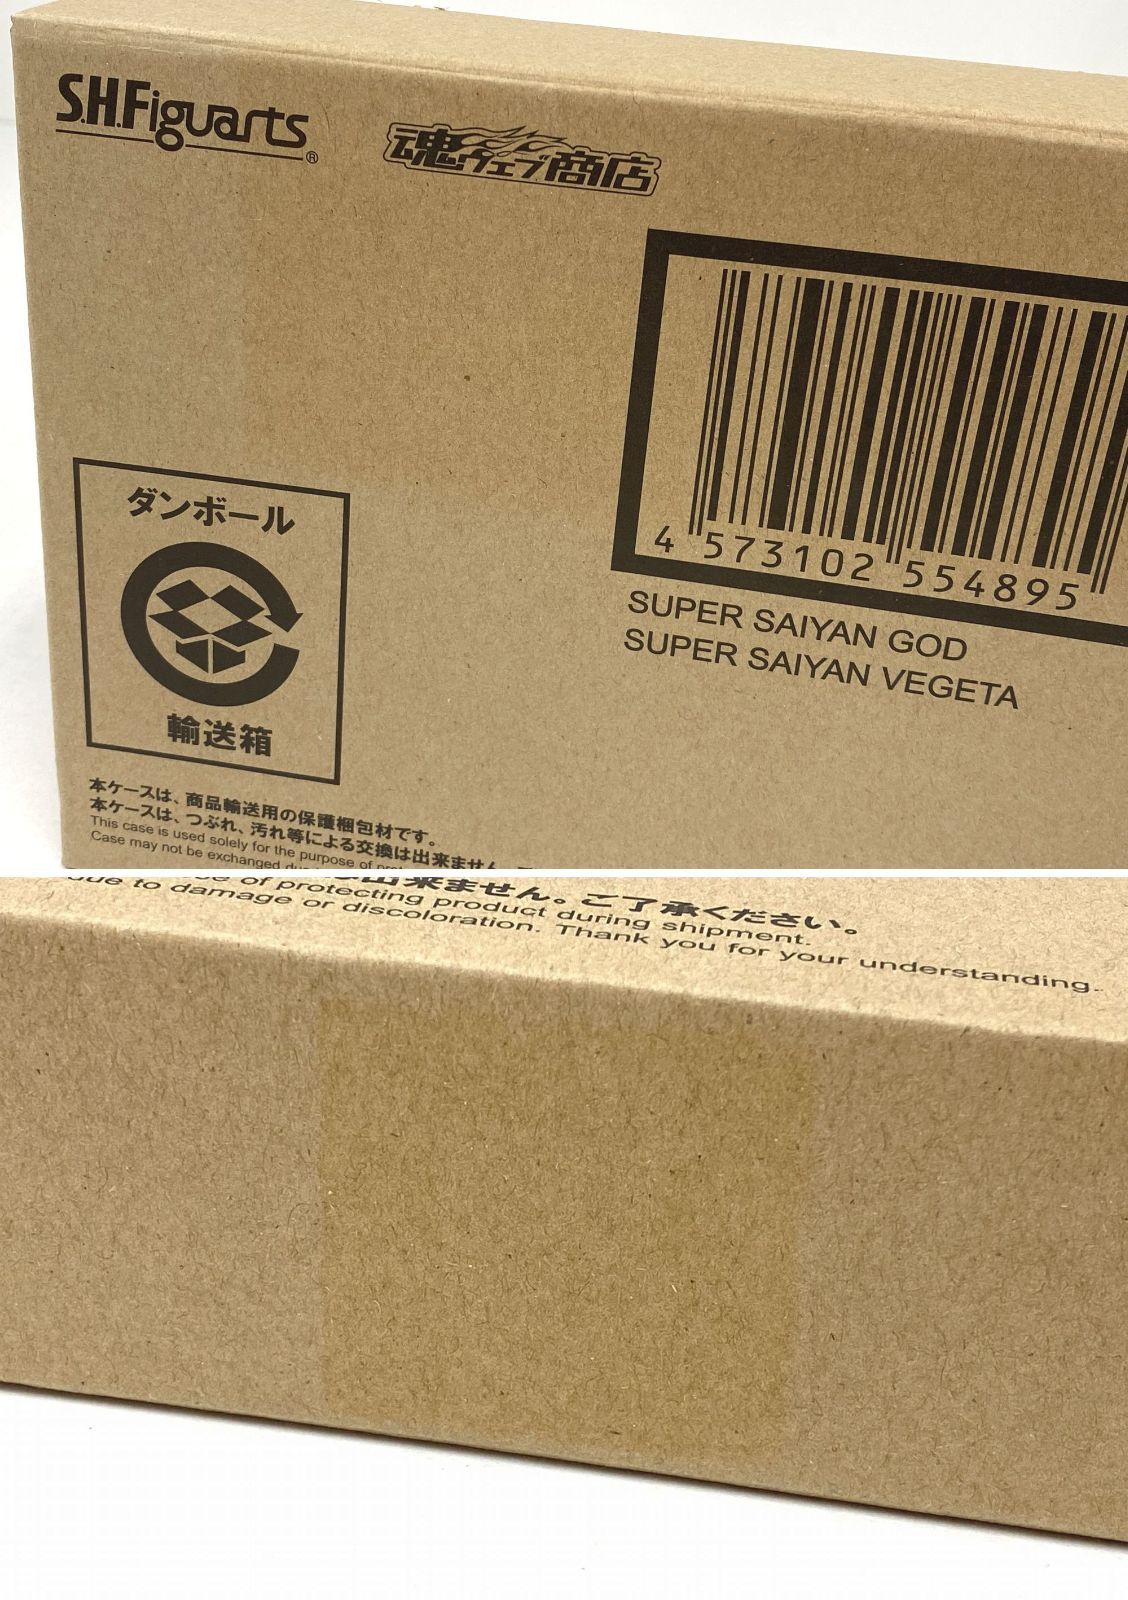 S.H.Figuarts®
魂ウェブ商店
4 573102 554895
SUPER SAIYAN GOD
SUPER SAIYAN VEGETA
ダンボール
輸送箱
本ケースは、商品輸送用の保護梱包材です。
本ケースは、つぶれ、汚れ等による交換は出来ません。
This case is used solely for the purpose of
Case may not be exchanged
出来ません。ご了承ください。
of protecting product during shipment.
due to damage or discoloration. Thank you for your understanding.